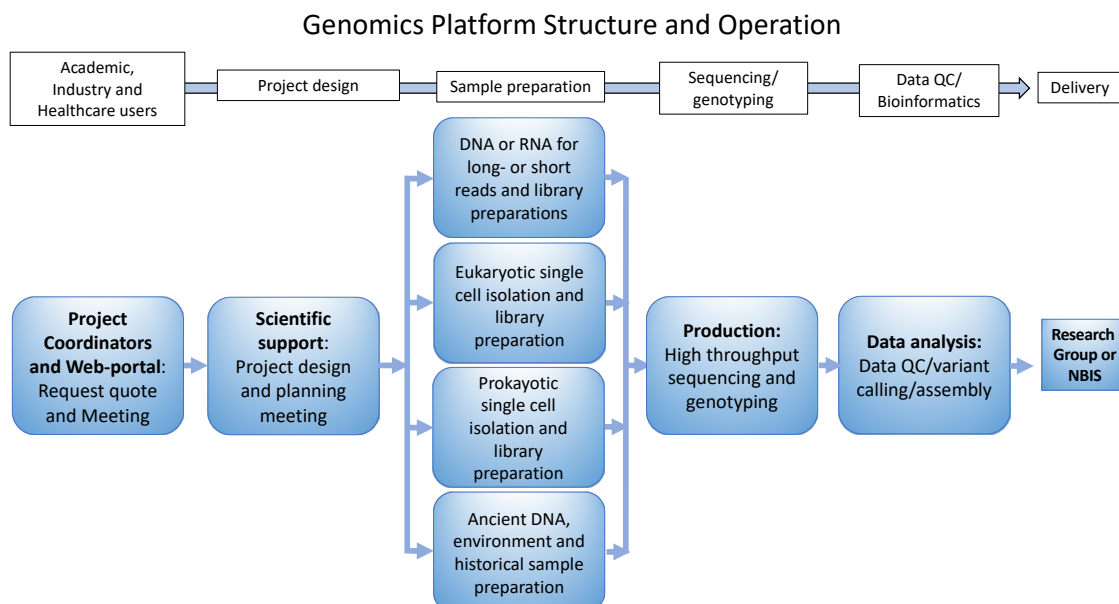 Genomics Platform Structure and Operation
Academic,
Industry and
Healthcare users
Project design
Sample preparation
Sequencing/
genotyping
Data QC/
Bioinformatics
Delivery
Project
Coordinators
and Web-portal:
Request quote
and Meeting
Scientific
support:
Project design
and planning
meeting
DNA or RNA for
long- or short
reads and library
preparations
Eukaryotic single
cell isolation and
library
preparation
Prokayotic single
cell isolation
and library
preparation
Ancient DNA,
environment and
historical sample
preparation
Production:
High throughput
sequencing and
genotyping
Data analysis:
Data QC/variant
calling/assembly
Research
Group or
NBIS